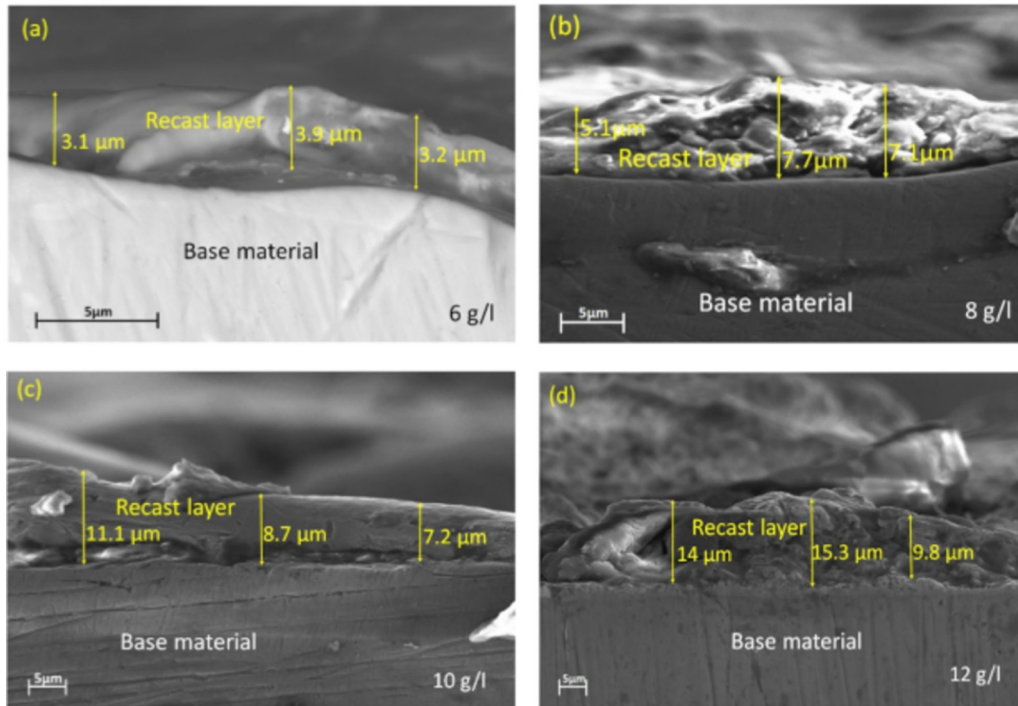 (a)
Recast layer
3.1 μm
3.9 μm
3.2 μm
Base material
5μm
6 g/l
(b)
5.1μm
Recast layer
7.7μm
7.1μm
Base material
5μm
8 g/l
(c)
Recast layer
11.1 μm
8.7 μm
7.2 μm
Base material
5μm
10 g/l
(d)
Recast layer
14 μm
15.3 μm
9.8 μm
Base material
5μm
12 g/l